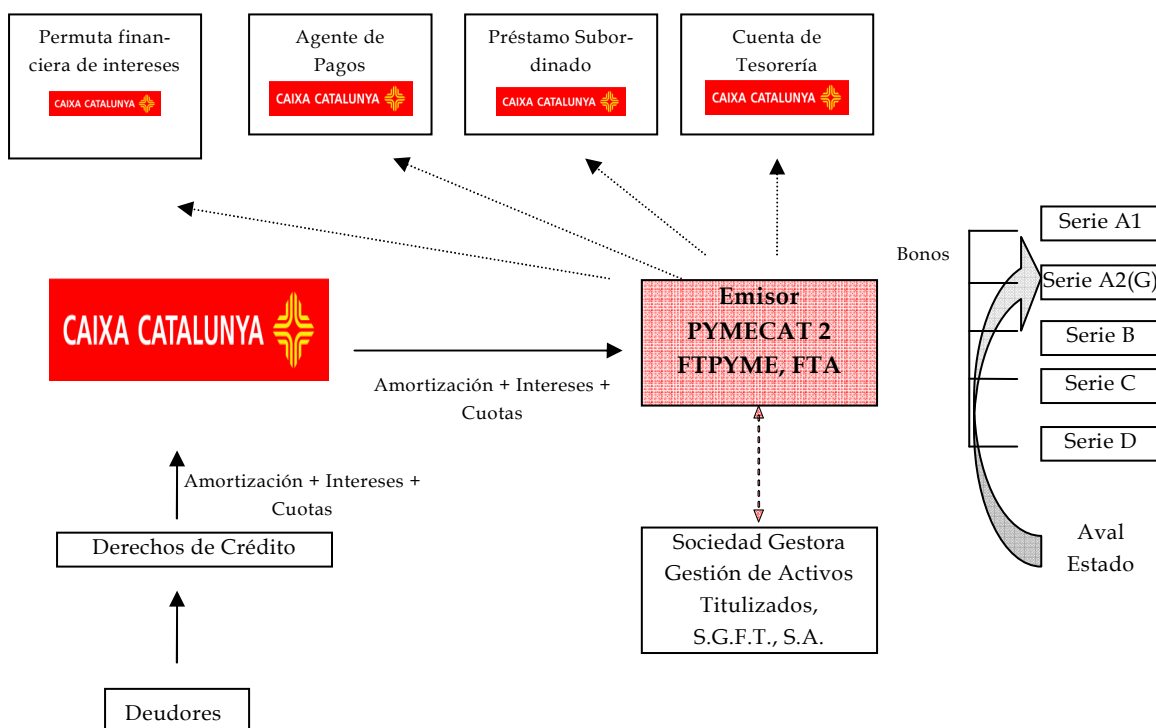 Permuta finan-
ciera de intereses
CAIXA CATALUNYA
Agente de
Pagos
CAIXA CATALUNYA
Préstamo Subor-
dinado
CAIXA CATALUNYA
Cuenta de
Tesorería
CAIXA CATALUNYA
CAIXA CATALUNYA
Amortización + Intereses +
Cuotas
Emisor
PYMECAT 2
FTPYME, FTA
Bonos
Serie A1
Serie A2(G)
Serie B
Serie C
Serie D
Aval
Estado
Amortización + Intereses +
Cuotas
Derechos de Crédito
Deudores
Sociedad Gestora
Gestión de Activos
Titulizados,
S.G.F.T., S.A.